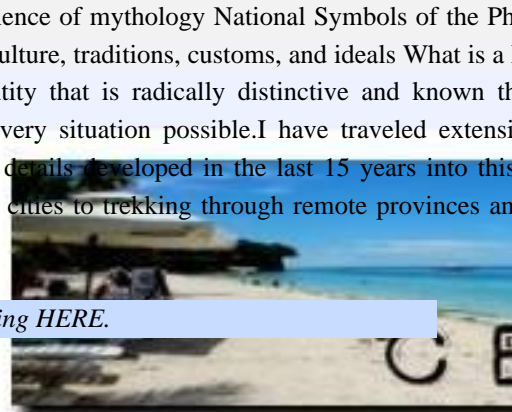 ence of mythology National Symbols of the Ph
ulture, traditions, customs, and ideals What is a
tity that is radically distinctive and known th
very situation possible.I have traveled extensi
details developed in the last 15 years into this
cities to trekking through remote provinces an
ing HERE.
C